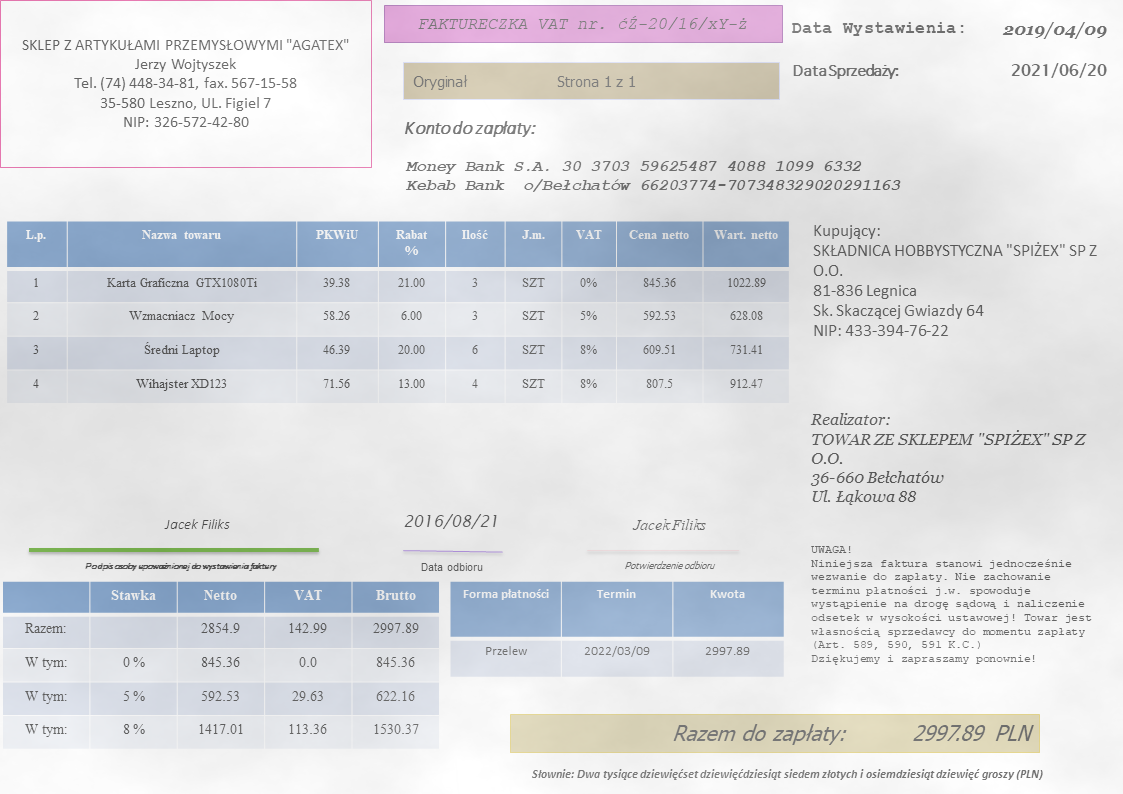 SKLEP Z ARTYKUŁAMI PRZEMYSŁOWYMI "AGATEX"
Jerzy Wojtyszek
Tel. (74) 448-34-81, fax. 567-15-58
35-580 Leszno, UL. Figiel 7
NIP: 326-572-42-80
FAKTURECZKA VAT nr. ćŻ-20/16/xY-ż
Oryginał Strona 1 z 1
Data Wystawienia: 2019/04/09
Data Sprzedaży: 2021/06/20
Konto do zapłaty:
Money Bank S.A. 30 3703 59625487 4088 1099 6332
Kebab Bank o/Bełchatów 66203774-707348329020291163
L.p. Nazwa towaru PKWiU Rabat % Ilość J.m. VAT Cena netto Wart. netto
1 Karta Graficzna GTX1080Ti 39.38 21.00 3 SZT 0% 845.36 1022.89
2 Wzmacniacz Mocy 58.26 6.00 3 SZT 5% 592.53 628.08
3 Średni Laptop 46.39 20.00 6 SZT 8% 609.51 731.41
4 Wihajster XD123 71.56 13.00 4 SZT 8% 807.5 912.47
Kupujący:
SKŁADNICA HOBBYSTYCZNA "SPIŻEX" SP Z
O.O.
81-836 Legnica
Sk. Skaczącej Gwiazdy 64
NIP: 433-394-76-22
Realizator:
TOWAR ZE SKLEPEM "SPIŻEX" SP Z
O.O.
36-660 Bełchatów
Ul. Łąkowa 88
Jacek Filiks
Podpis osoby upoważnionej do wystawienia faktury
2016/08/21
Data odbioru
Jacek Filiks
Potwierdzenie odbioru
UWAGA!
Niniejsza faktura stanowi jednocześnie
wezwanie do zapłaty. Nie zachowanie
terminu płatności j.w. spowoduje
wystąpienie na drogę sądową i naliczenie
odsetek w wysokości ustawowej! Towar jest
własnością sprzedawcy do momentu zapłaty
(Art. 589, 590, 591 K.C.)
Dziękujemy i zapraszamy ponownie!
Stawka Netto VAT Brutto
Razem: 2854.9 142.99 2997.89
W tym: 0 % 845.36 0.0 845.36
W tym: 5 % 592.53 29.63 622.16
W tym: 8 % 1417.01 113.36 1530.37
Forma płatności Termin Kwota
Przelew 2022/03/09 2997.89
Razem do zapłaty: 2997.89 PLN
Słownie: Dwa tysiące dziewięćset dziewięćdziesiąt siedem złotych i osiemdziesiąt dziewięć groszy (PLN)